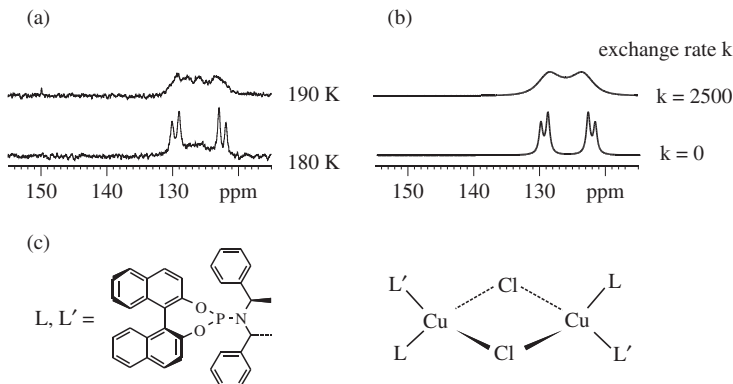 (a)
190 K
180 K
150 140 130 ppm
(b)
exchange rate k
k = 2500
k = 0
150 140 130 ppm
(c)
L, L′ =
O
O
P
N
L′
L
Cu
Cl
Cl
Cu
L
L′